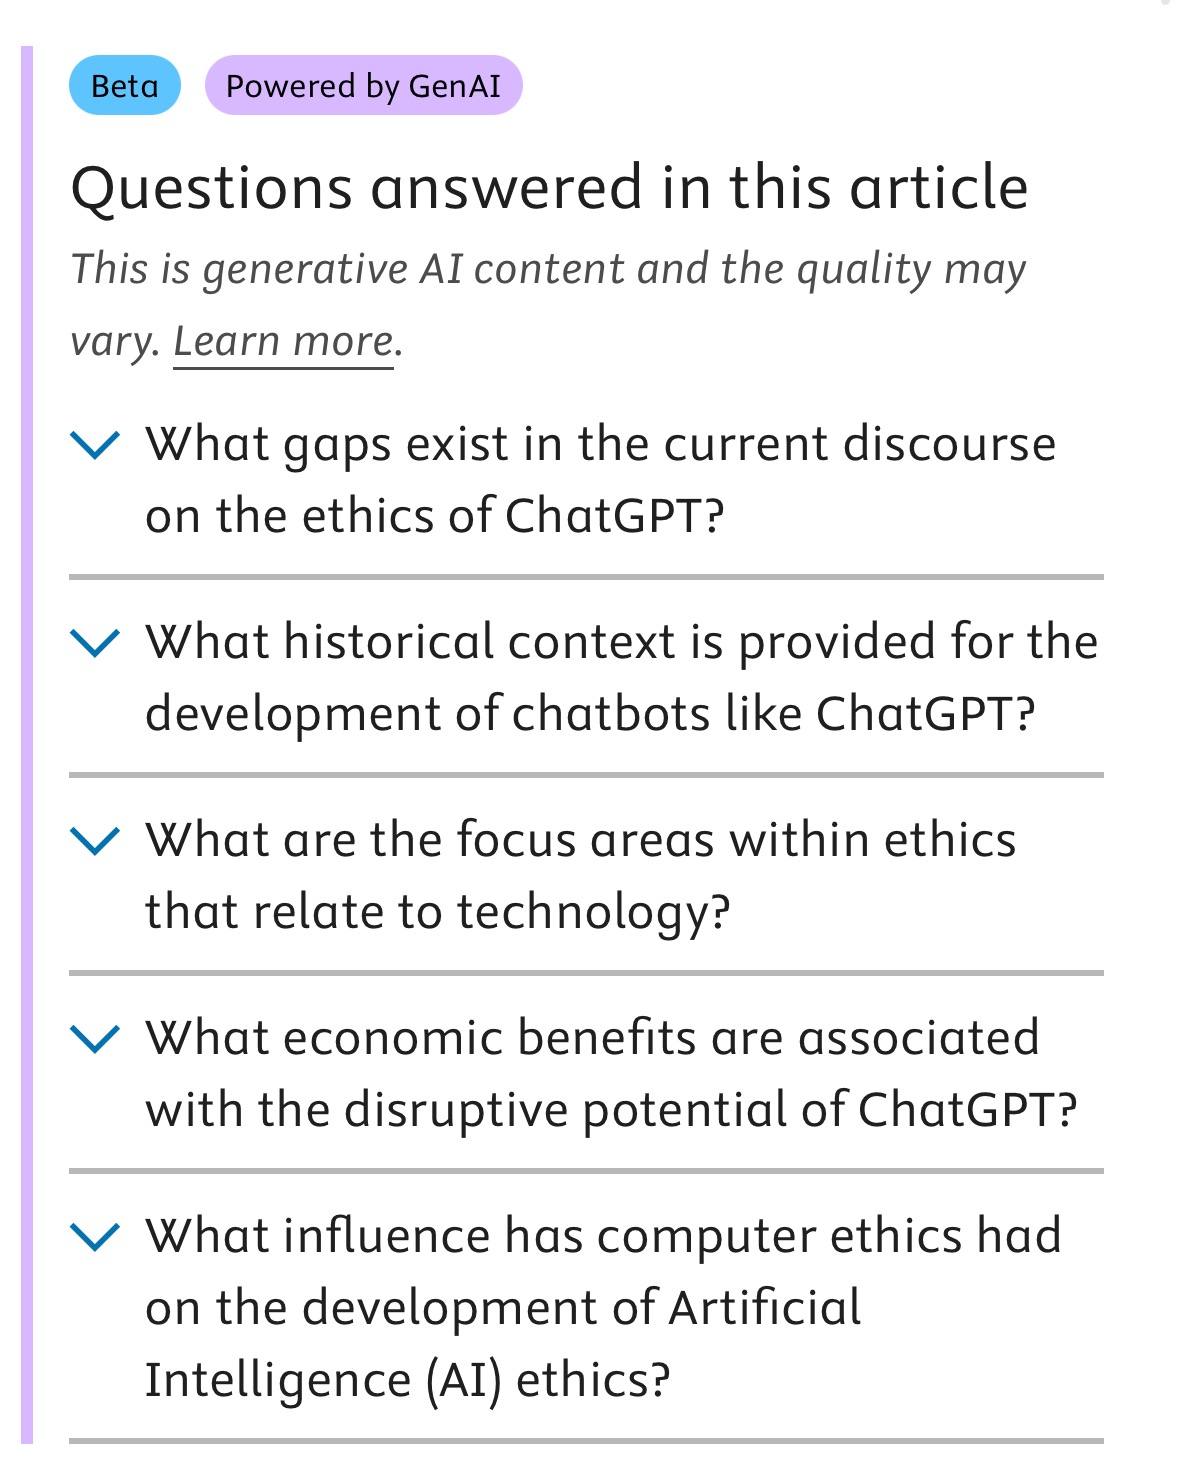 Beta Powered by GenAI
Questions answered in this article
This is generative AI content and the quality may
vary. Learn more.
What gaps exist in the current discourse
on the ethics of ChatGPT?
What historical context is provided for the
development of chatbots like ChatGPT?
What are the focus areas within ethics
that relate to technology?
What economic benefits are associated
with the disruptive potential of ChatGPT?
What influence has computer ethics had
on the development of Artificial
Intelligence (AI) ethics?